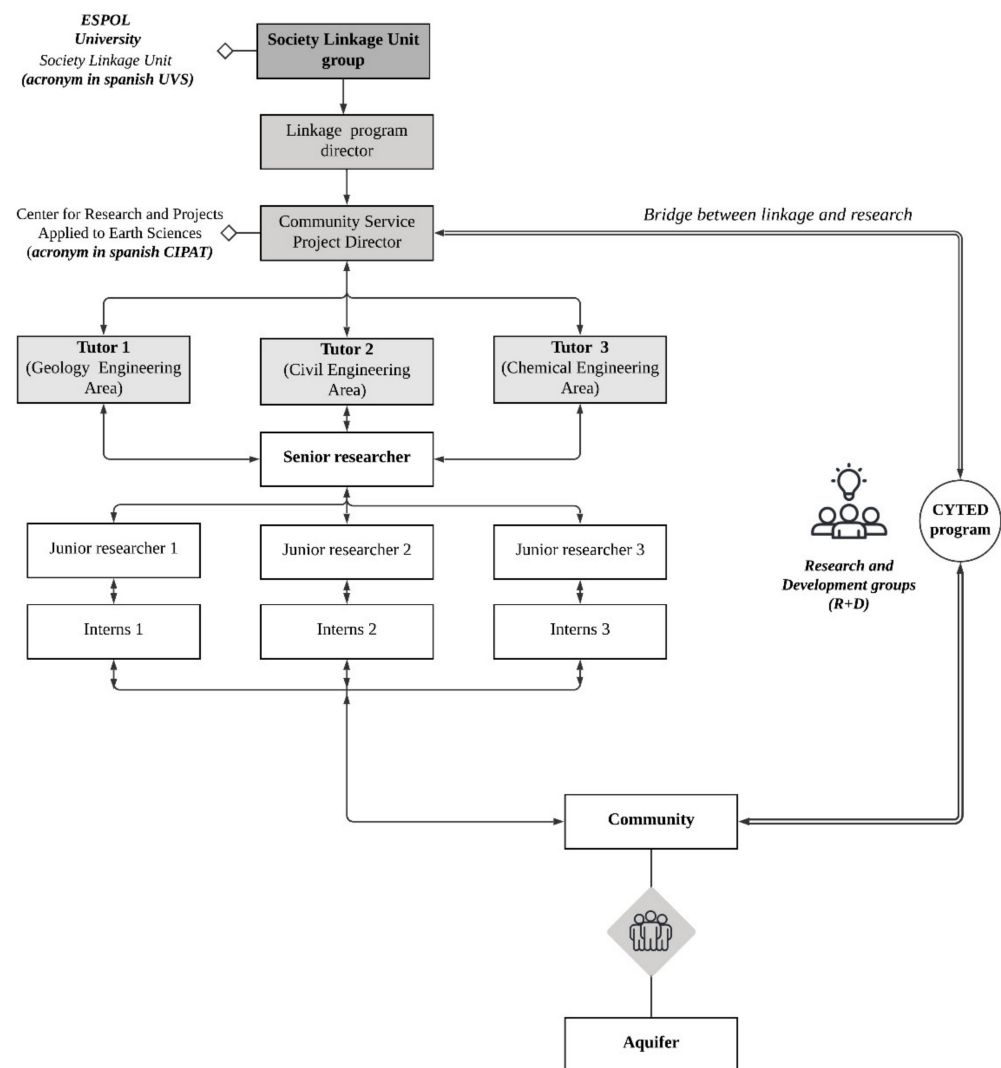 ESPOL
University
Society Linkage Unit
(acronym in spanish UVS)
Society Linkage Unit
group
Linkage program
director
Center for Research and Projects
Applied to Earth Sciences
(acronym in spanish CIPAT)
Community Service
Project Director
Bridge between linkage and research
Tutor 1
(Geology Engineering
Area)
Tutor 2
(Civil Engineering
Area)
Tutor 3
(Chemical Engineering
Area)
Senior researcher
CYTED
program
Junior researcher 1
Junior researcher 2
Junior researcher 3
Research and
Development groups
(R+D)
Interns 1
Interns 2
Interns 3
Community
Aquifer